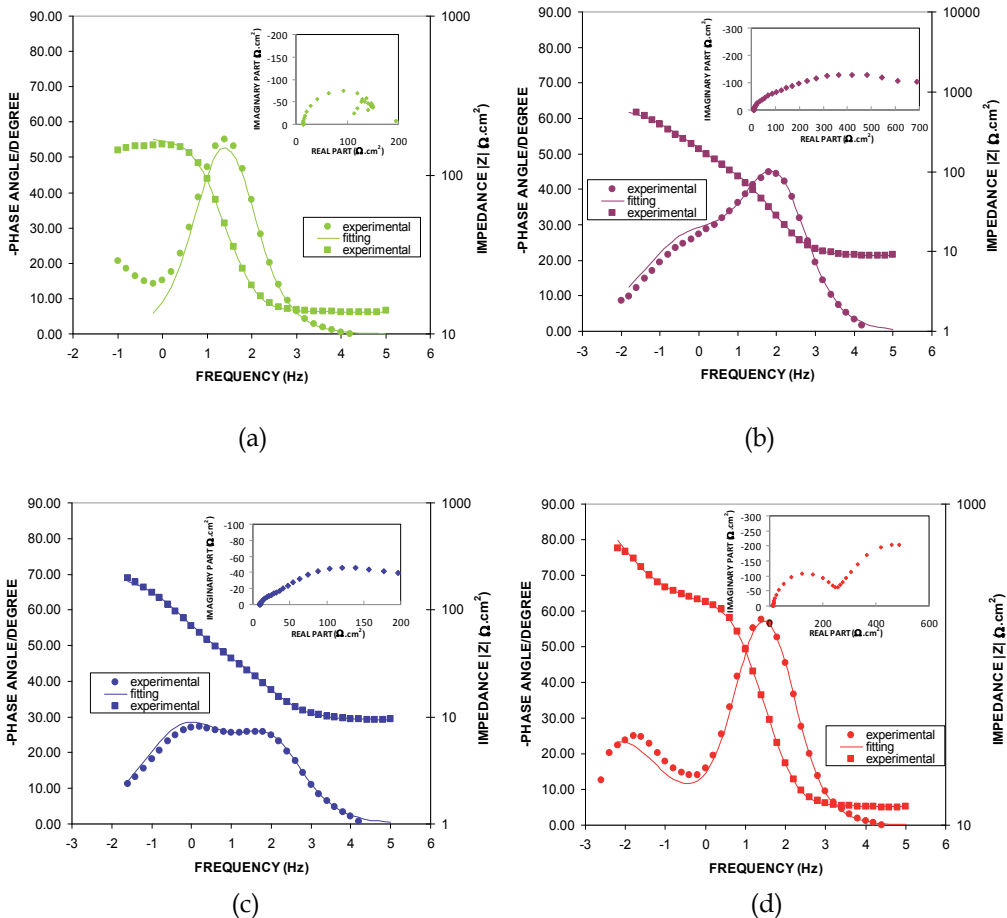 90.00
80.00
70.00
60.00
50.00
40.00
30.00
20.00
10.00
0.00
-PHASE ANGLE/DEGREE
-2 -1 0 1 2 3 4 5 6
FREQUENCY (Hz)
1000
100
10
IMPEDANCE |Z| Ω.cm²)
IMAGINARY PART Ω.cm²)
-200
-150
-100
-50
0
0 100 200
REAL PART (Ω.cm²)
experimental
fitting
experimental
(a)
90.00
80.00
70.00
60.00
50.00
40.00
30.00
20.00
10.00
0.00
-PHASE ANGLE/DEGREE
-3 -2 -1 0 1 2 3 4 5 6
FREQUENCY (Hz)
10000
1000
100
10
1
IMPEDANCE |Z| Ω.cm²)
IMAGINARY PART Ω.cm²)
-300
-200
-100
0
0 100 200 300 400 500 600 700
REAL PART (Ω.cm²)
experimental
fitting
experimental
(b)
90.00
80.00
70.00
60.00
50.00
40.00
30.00
20.00
10.00
0.00
-PHASE ANGLE/DEGREE
-3 -2 -1 0 1 2 3 4 5 6
FREQUENCY (Hz)
1000
100
10
1
IMPEDANCE |Z| Ω.cm²)
IMAGINARY PART Ω.cm²)
-100
-80
-60
-40
-20
0
0 50 100 150 200
REAL PART (Ω.cm²)
experimental
fitting
experimental
(c)
90.00
80.00
70.00
60.00
50.00
40.00
30.00
20.00
10.00
0.00
-PHASE ANGLE/DEGREE
-3 -2 -1 0 1 2 3 4 5 6
FREQUENCY (Hz)
1000
10
IMPEDANCE |Z| Ω.cm²)
IMAGINARY PART Ω.cm²)
-300
-250
-200
-150
-100
-50
0
0 200 400 600
REAL PART (Ω.cm²)
experimental
fitting
experimental
(d)